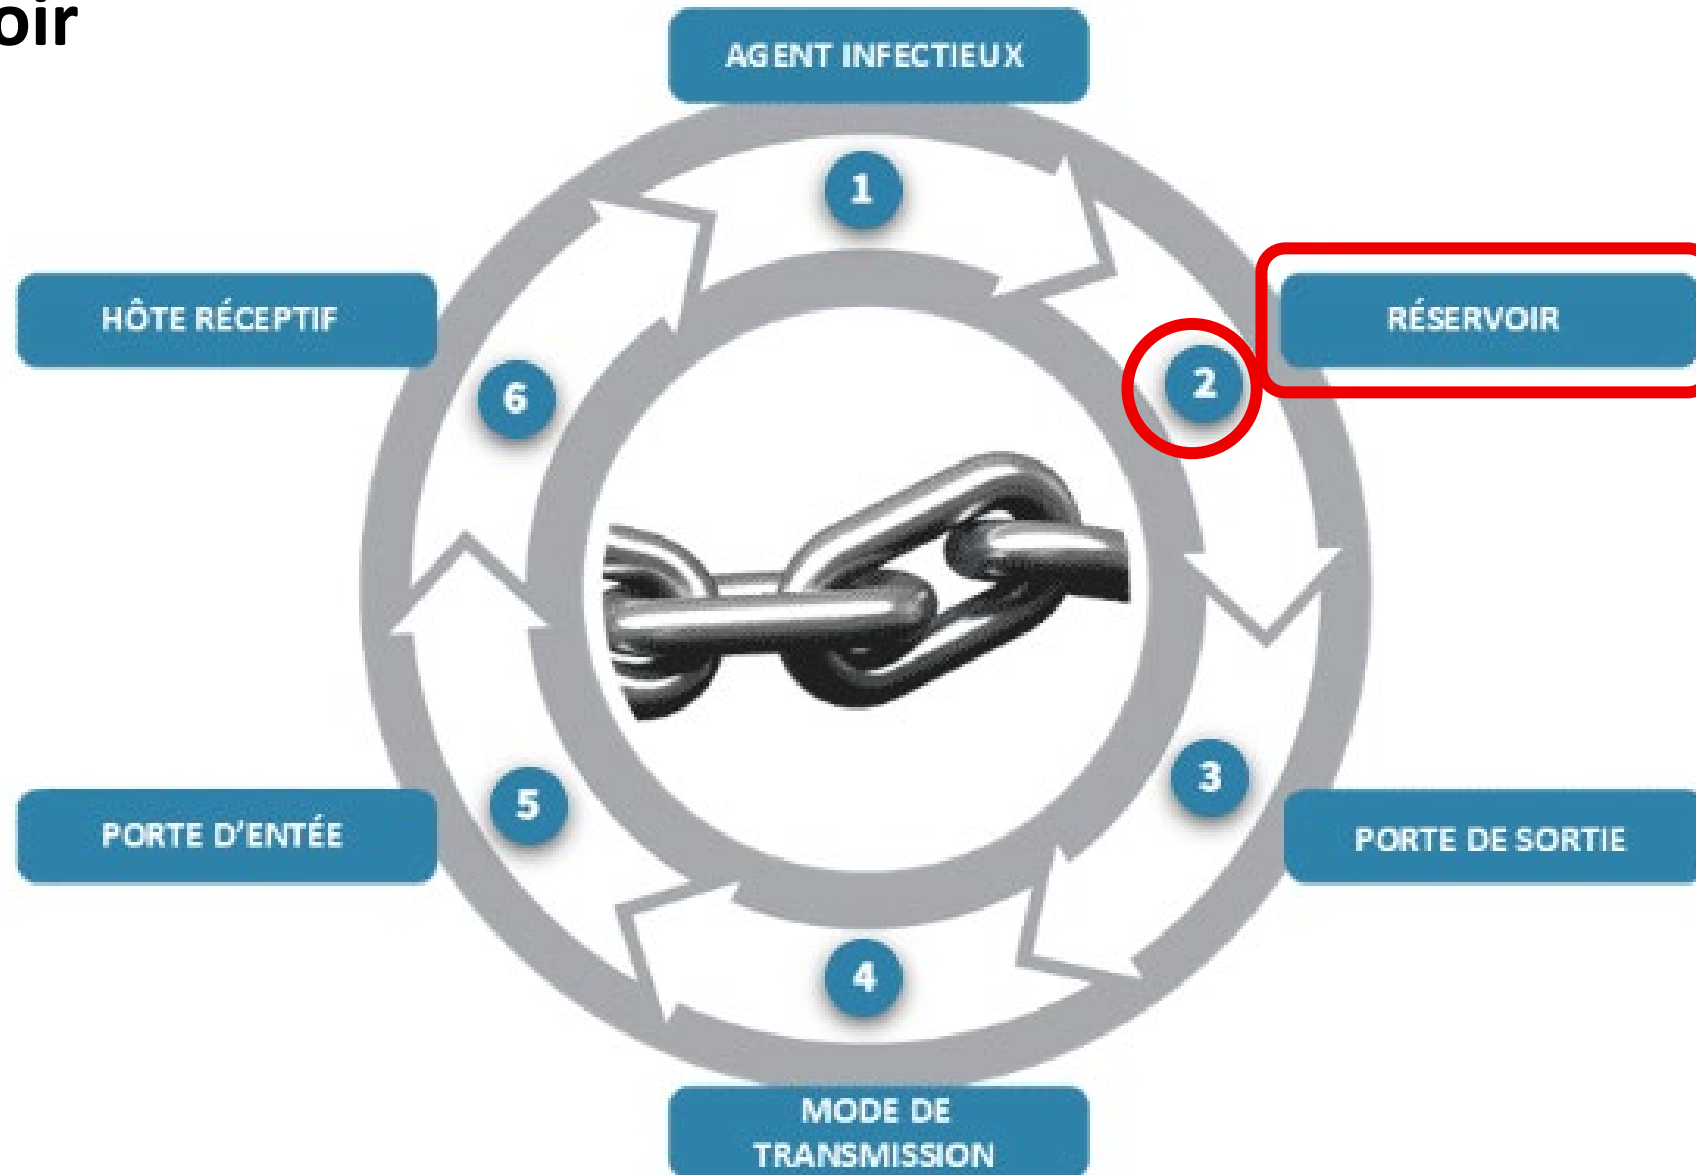 oir
AGENT INFECTIEUX
1
HÔTE RÉCEPTIF
RÉSERVOIR
2
6
3
5
PORTE D'ENTÉE
PORTE DE SORTIE
4
MODE DE
TRANSMISSION